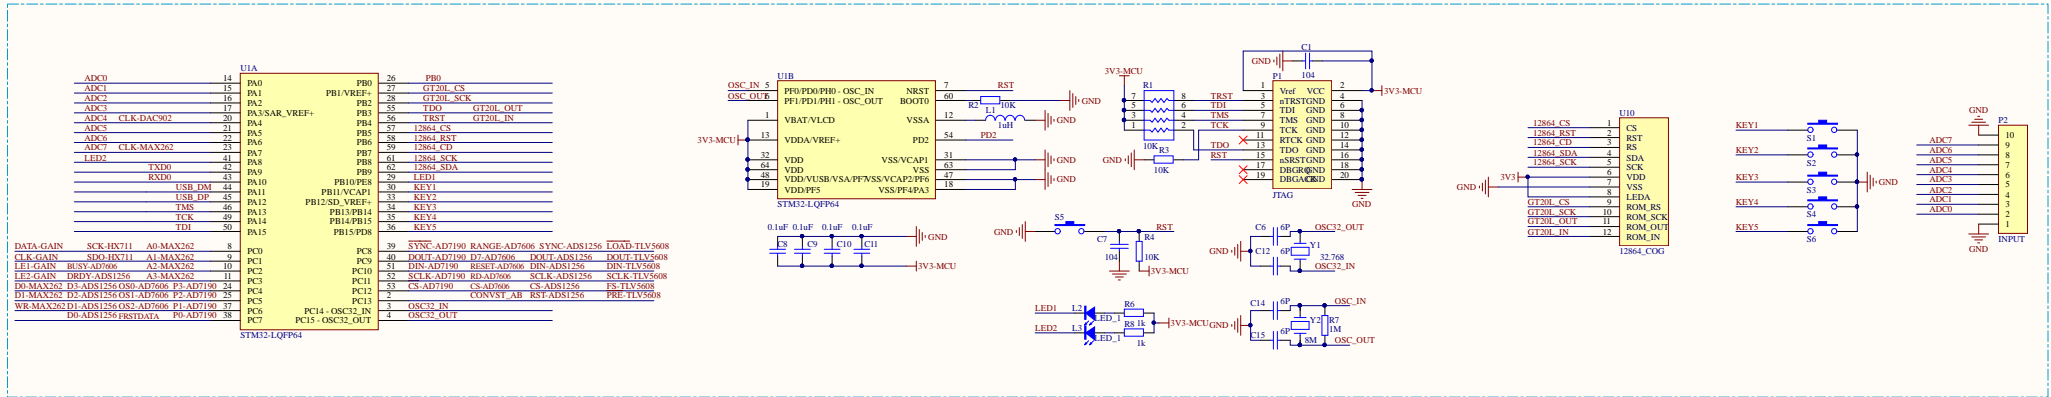 U1A
ADC0 14 PA0 PB0 26 PB0
ADC1 15 PA1 PB1/VREF+ 27 GT20L_CS
ADC2 16 PA2 PB2 28 GT20L_SCK
ADC3 17 PA3/SAR_VREF+ PB3 55 TDO GT20L_OUT
ADC4 CLK-DAC902 20 PA4 PB4 56 TRST GT20L_IN
ADC5 21 PA5 PB5 57 12864_CS
ADC6 22 PA6 PB6 58 12864_RST
ADC7 CLK-MAX262 23 PA7 PB7 59 12864_CD
LED2 41 PA8 PB8 61 12864_SCK
TXD0 42 PA9 PB9 62 12864_SDA
RXD0 43 PA10 PB10/PE8 29 LED1
USB_DM 44 PA11 PB11/VCAP1 30 KEY1
USB_DP 45 PA12 PB12/SD_VREF+ 33 KEY2
TMS 46 PA13 PB13/PB14 34 KEY3
TCK 49 PA14 PB14/PB15 35 KEY4
TDI 50 PA15 PB15/PD8 36 KEY5
DATA-GAIN SCK-HX711 A0-MAX262 8 PC0 PC8 39 SYNC-AD7190 RANGE-AD7606 SYNC-ADS1256 LOAD-TLV5608
CLK-GAIN SDO-HX711 A1-MAX262 9 PC1 PC9 40 DOUT-AD7190 D7-AD7606 DOUT-ADS1256 DOUT-TLV5608
LE1-GAIN BUSY-AD7606 A2-MAX262 10 PC2 PC10 51 DIN-AD7190 RESET-AD7606 DIN-ADS1256 DIN-TLV5608
LE2-GAIN DRDY-ADS1256 A3-MAX262 11 PC3 PC11 52 SCLK-AD7190 RD-AD7606 SCLK-ADS1256 SCLK-TLV5608
D0-MAX262 D3-ADS1256 OS0-AD7606 P3-AD7190 24 PC4 PC12 53 CS-AD7190 CS-AD7606 CS-ADS1256 FS-TLV5608
D1-MAX262 D2-ADS1256 OS1-AD7606 P2-AD7190 25 PC5 PC13 2 CONVST_AB RST-ADS1256 PRE-TLV5608
WR-MAX262 D1-ADS1256 OS2-AD7606 P1-AD7190 37 PC6 PC14 - OSC32_IN 3 OSC32_IN
D0-ADS1256 FRSTDATA P0-AD7190 38 PC7 PC15 - OSC32_OUT 4 OSC32_OUT
STM32-LQFP64
U1B
OSC_IN 5 PF0/PD0/PH0 - OSC_IN NRST 7 RST
OSC_OUT 6 PF1/PD1/PH1 - OSC_OUT BOOT0 60 R2 10K GND
1 VBAT/VLCD VSSA 12 L1 1uH GND
3V3-MCU 13 VDDA/VREF+ PD2 54 PD2
32 VDD VSS/VCAP1 31 GND
64 VDD VSS 63
48 VDD/VUSB/VSA/PF7 VSS/VCAP2/PF6 47 GND
19 VDD/PF5 VSS/PF4/PA3 18
STM32-LQFP64
0.1uF 0.1uF 0.1uF 0.1uF GND
C8 C9 C10 C11
3V3-MCU
C1
GND 104
3V3-MCU
R1 P1
1 Vref VCC 2 3V3-MCU
7 8 TRST 3 nTRST GND 4
5 6 TDI 5 TDI GND 6
3 4 TMS 7 TMS GND 8
1 2 TCK 9 TCK GND 10
10K 11 RTCK GND 12
R3 TDO 13 TDO GND 14
GND RST 15 nSRST GND 16
10K 17 DBGRQ GND 18
19 DBGACK GND 20
JTAG GND
S5
GND RST
C7 R4
104 10K
3V3-MCU
C6 6P OSC32_OUT
GND C12 Y1
6P 32.768
OSC32_IN
LED1 L2 LED_1 R6 1k
3V3-MCU
LED2 L3 LED_1 R8 1k
C14 6P OSC_IN
GND Y2 R7
C15 6P 8M 1M
OSC_OUT
U10
12864_CS 1 CS
12864_RST 2 RST
12864_CD 3 RS
12864_SDA 4 SDA
12864_SCK 5 SCK
3V3 6 VDD
GND 7 VSS
8 LEDA
GT20L_CS 9 ROM_RS
GT20L_SCK 10 ROM_SCK
GT20L_OUT 11 ROM_OUT
GT20L_IN 12 ROM_IN
12864_COG
KEY1 S1
KEY2 S2
KEY3 S3 GND
KEY4 S4
KEY5 S6
GND P2
10
ADC7 9
ADC6 8
ADC5 7
ADC4 6
ADC3 5
ADC2 4
ADC1 3
ADC0 2
1
GND INPUT